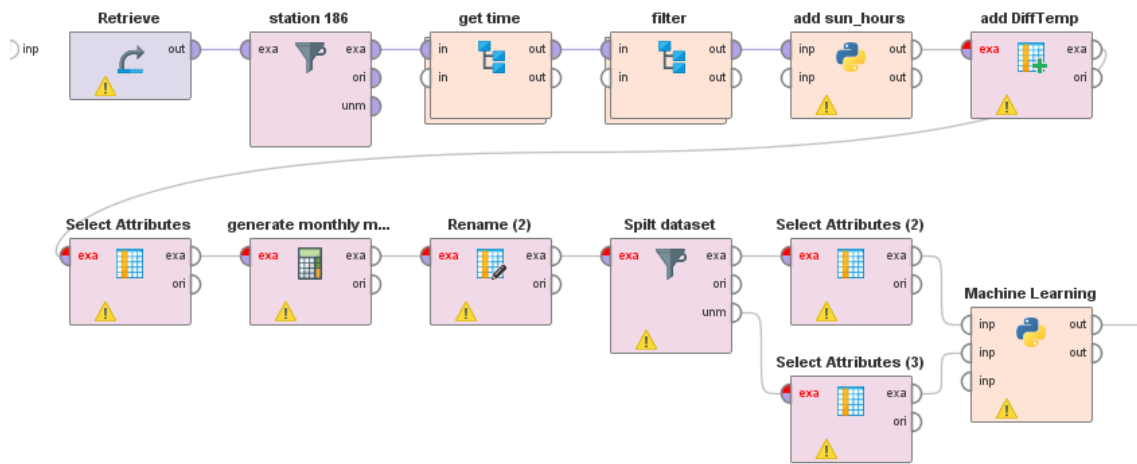 Retrieve
station 186
get time
filter
add sun_hours
add DiffTemp
inp
out
exa
exa
ori
unm
in
out
in
out
in
out
in
out
inp
out
inp
out
exa
exa
ori
Select Attributes
generate monthly m...
Rename (2)
Spilt dataset
Select Attributes (2)
exa
exa
ori
exa
exa
ori
exa
exa
ori
exa
exa
ori
unm
exa
exa
ori
Machine Learning
inp
out
inp
out
inp
Select Attributes (3)
exa
exa
ori